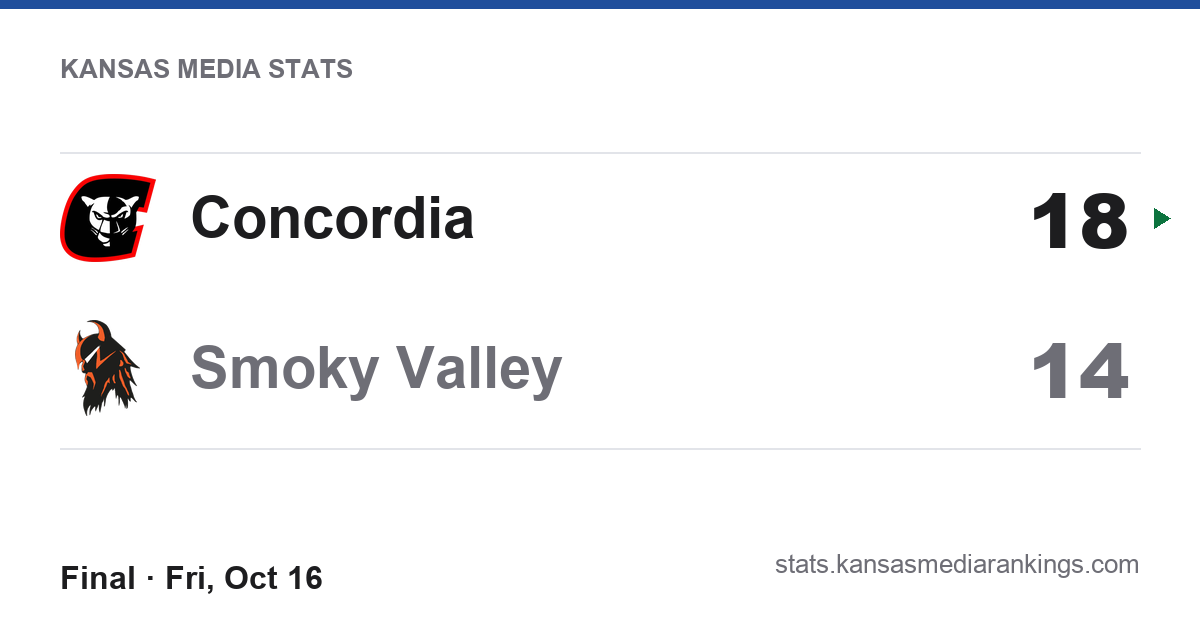 KANSAS MEDIA STATS
Concordia 18
Smoky Valley 14
Final · Fri, Oct 16
stats.kansasmediarankings.com